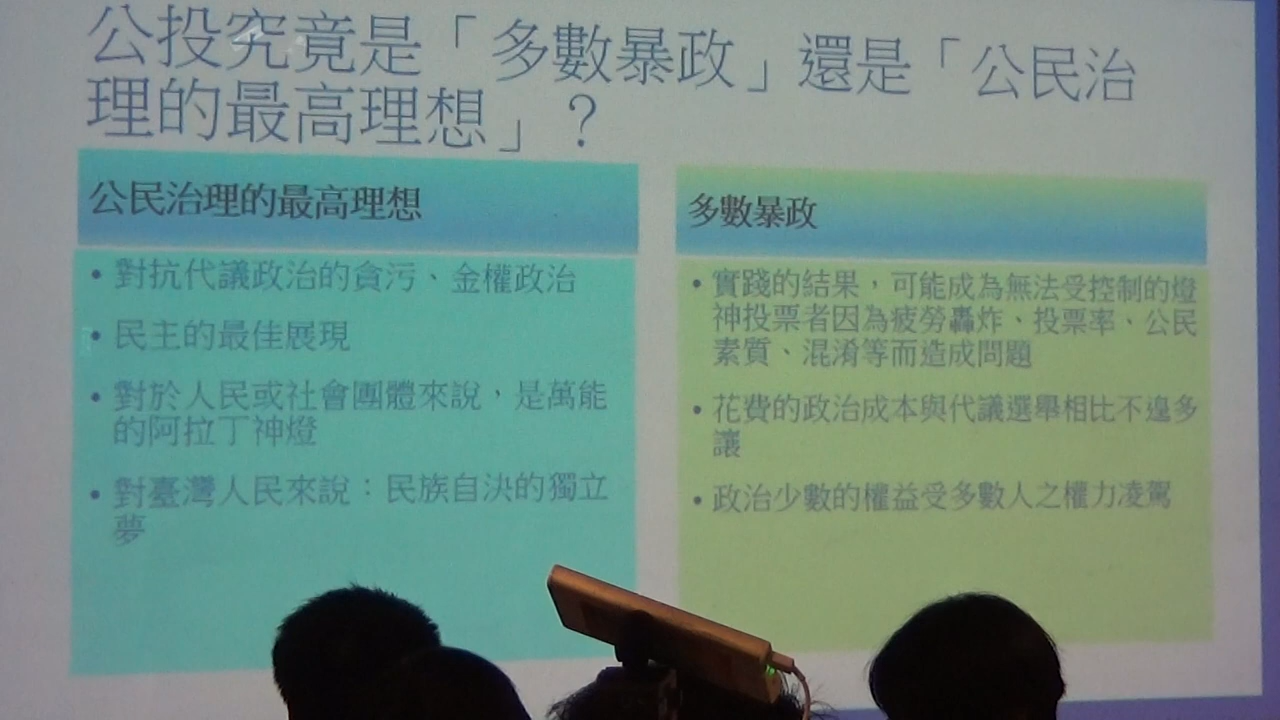 公投究竟是「多數暴政」還是「公民治
理的最高理想」？
公民治理的最高理想
• 對抗代議政治的貪污、金權政治
• 民主的最佳展現
• 對於人民或社會團體來說，是萬能
的阿拉丁神燈
• 對臺灣人民來說：民族自決的獨立
夢
多數暴政
• 實踐的結果，可能成為無法受控制的燈
神投票者因為疲勞轟炸、投票率、公民
素質、混淆等而造成問題
• 花費的政治成本與代議選舉相比不遑多
讓
• 政治少數的權益受多數人之權力凌駕